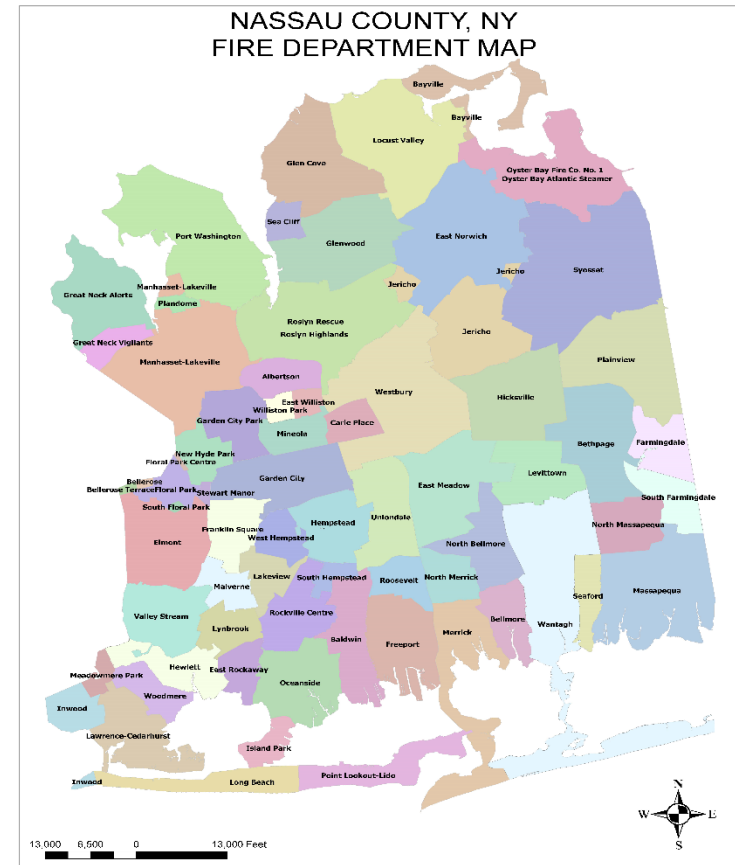 NASSAU COUNTY, NY
FIRE DEPARTMENT MAP
Bayville
Bayville
Locust Valley
Glen Cove
Oyster Bay Fire Co. No. 1
Oyster Bay Atlantic Steamer
Sea Cliff
Port Washington
Glenwood
East Norwich
Syosset
Jericho
Jericho
Manhasset-Lakeville
Great Neck Alerts
Plandome
Roslyn Rescue
Roslyn Highlands
Jericho
Great Neck Vigilants
Manhasset-Lakeville
Plainview
Albertson
Westbury
Hicksville
East Williston
Williston Park
Garden City Park
Carle Place
Mineola
Bethpage
Farmingdale
New Hyde Park
Floral Park Centre
Garden City
Levittown
Bellerose
East Meadow
Bellerose Terrace
Floral Park
Stewart Manor
South Farmingdale
South Floral Park
Uniondale
Hempstead
North Massapequa
Franklin Square
West Hempstead
Elmont
North Bellmore
Lakeview
South Hempstead
Roosevelt
North Merrick
Malverne
Seaford
Massapequa
Rockville Centre
Valley Stream
Bellmore
Wantagh
Lynbrook
Baldwin
Freeport
Merrick
Hewlett
East Rockaway
Meadowmere Park
Oceanside
Woodmere
Inwood
Lawrence-Cedarhurst
Island Park
Point Lookout-Lido
Inwood
Long Beach
N
W
E
S
13,000 6,500 0 13,000 Feet